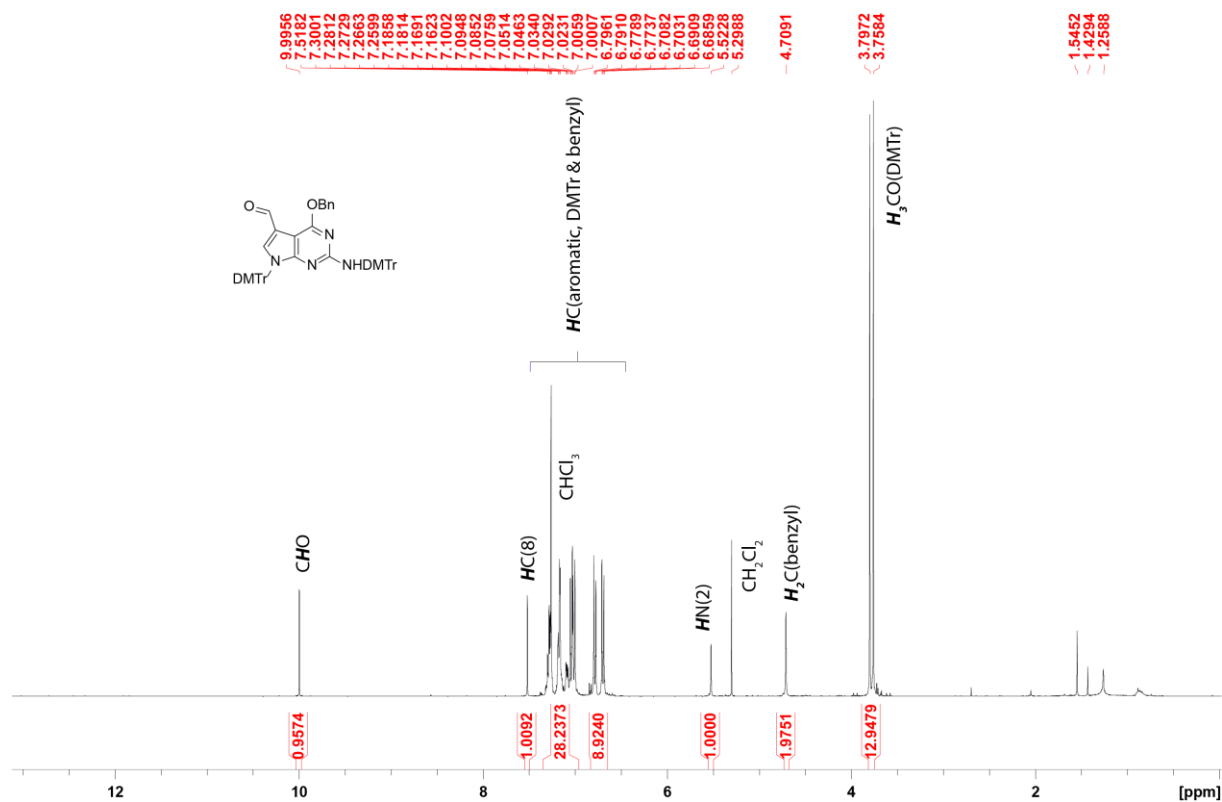 9.9956
7.5182
7.3001
7.2812
7.2729
7.2663
7.2599
7.1858
7.1814
7.1691
7.1623
7.1002
7.0948
7.0852
7.0759
7.0514
7.0463
7.0340
7.0292
7.0231
7.0059
7.0007
6.7961
6.7910
6.7789
6.7737
6.7082
6.7031
6.6909
6.6859
5.5228
5.2988
4.7091
3.7972
3.7584
1.5452
1.4294
1.2588
HC(aromatic, DMTr & benzyl)
H₃CO(DMTr)
O
OBn
N
N
N
NHDMTr
DMTr
CHO
HC(8)
CHCl₃
HN(2)
CH₂Cl₂
H₂C(benzyl)
0.9574
1.0092
28.2373
8.9240
1.0000
1.9751
12.9479
12 10 8 6 4 2 [ppm]